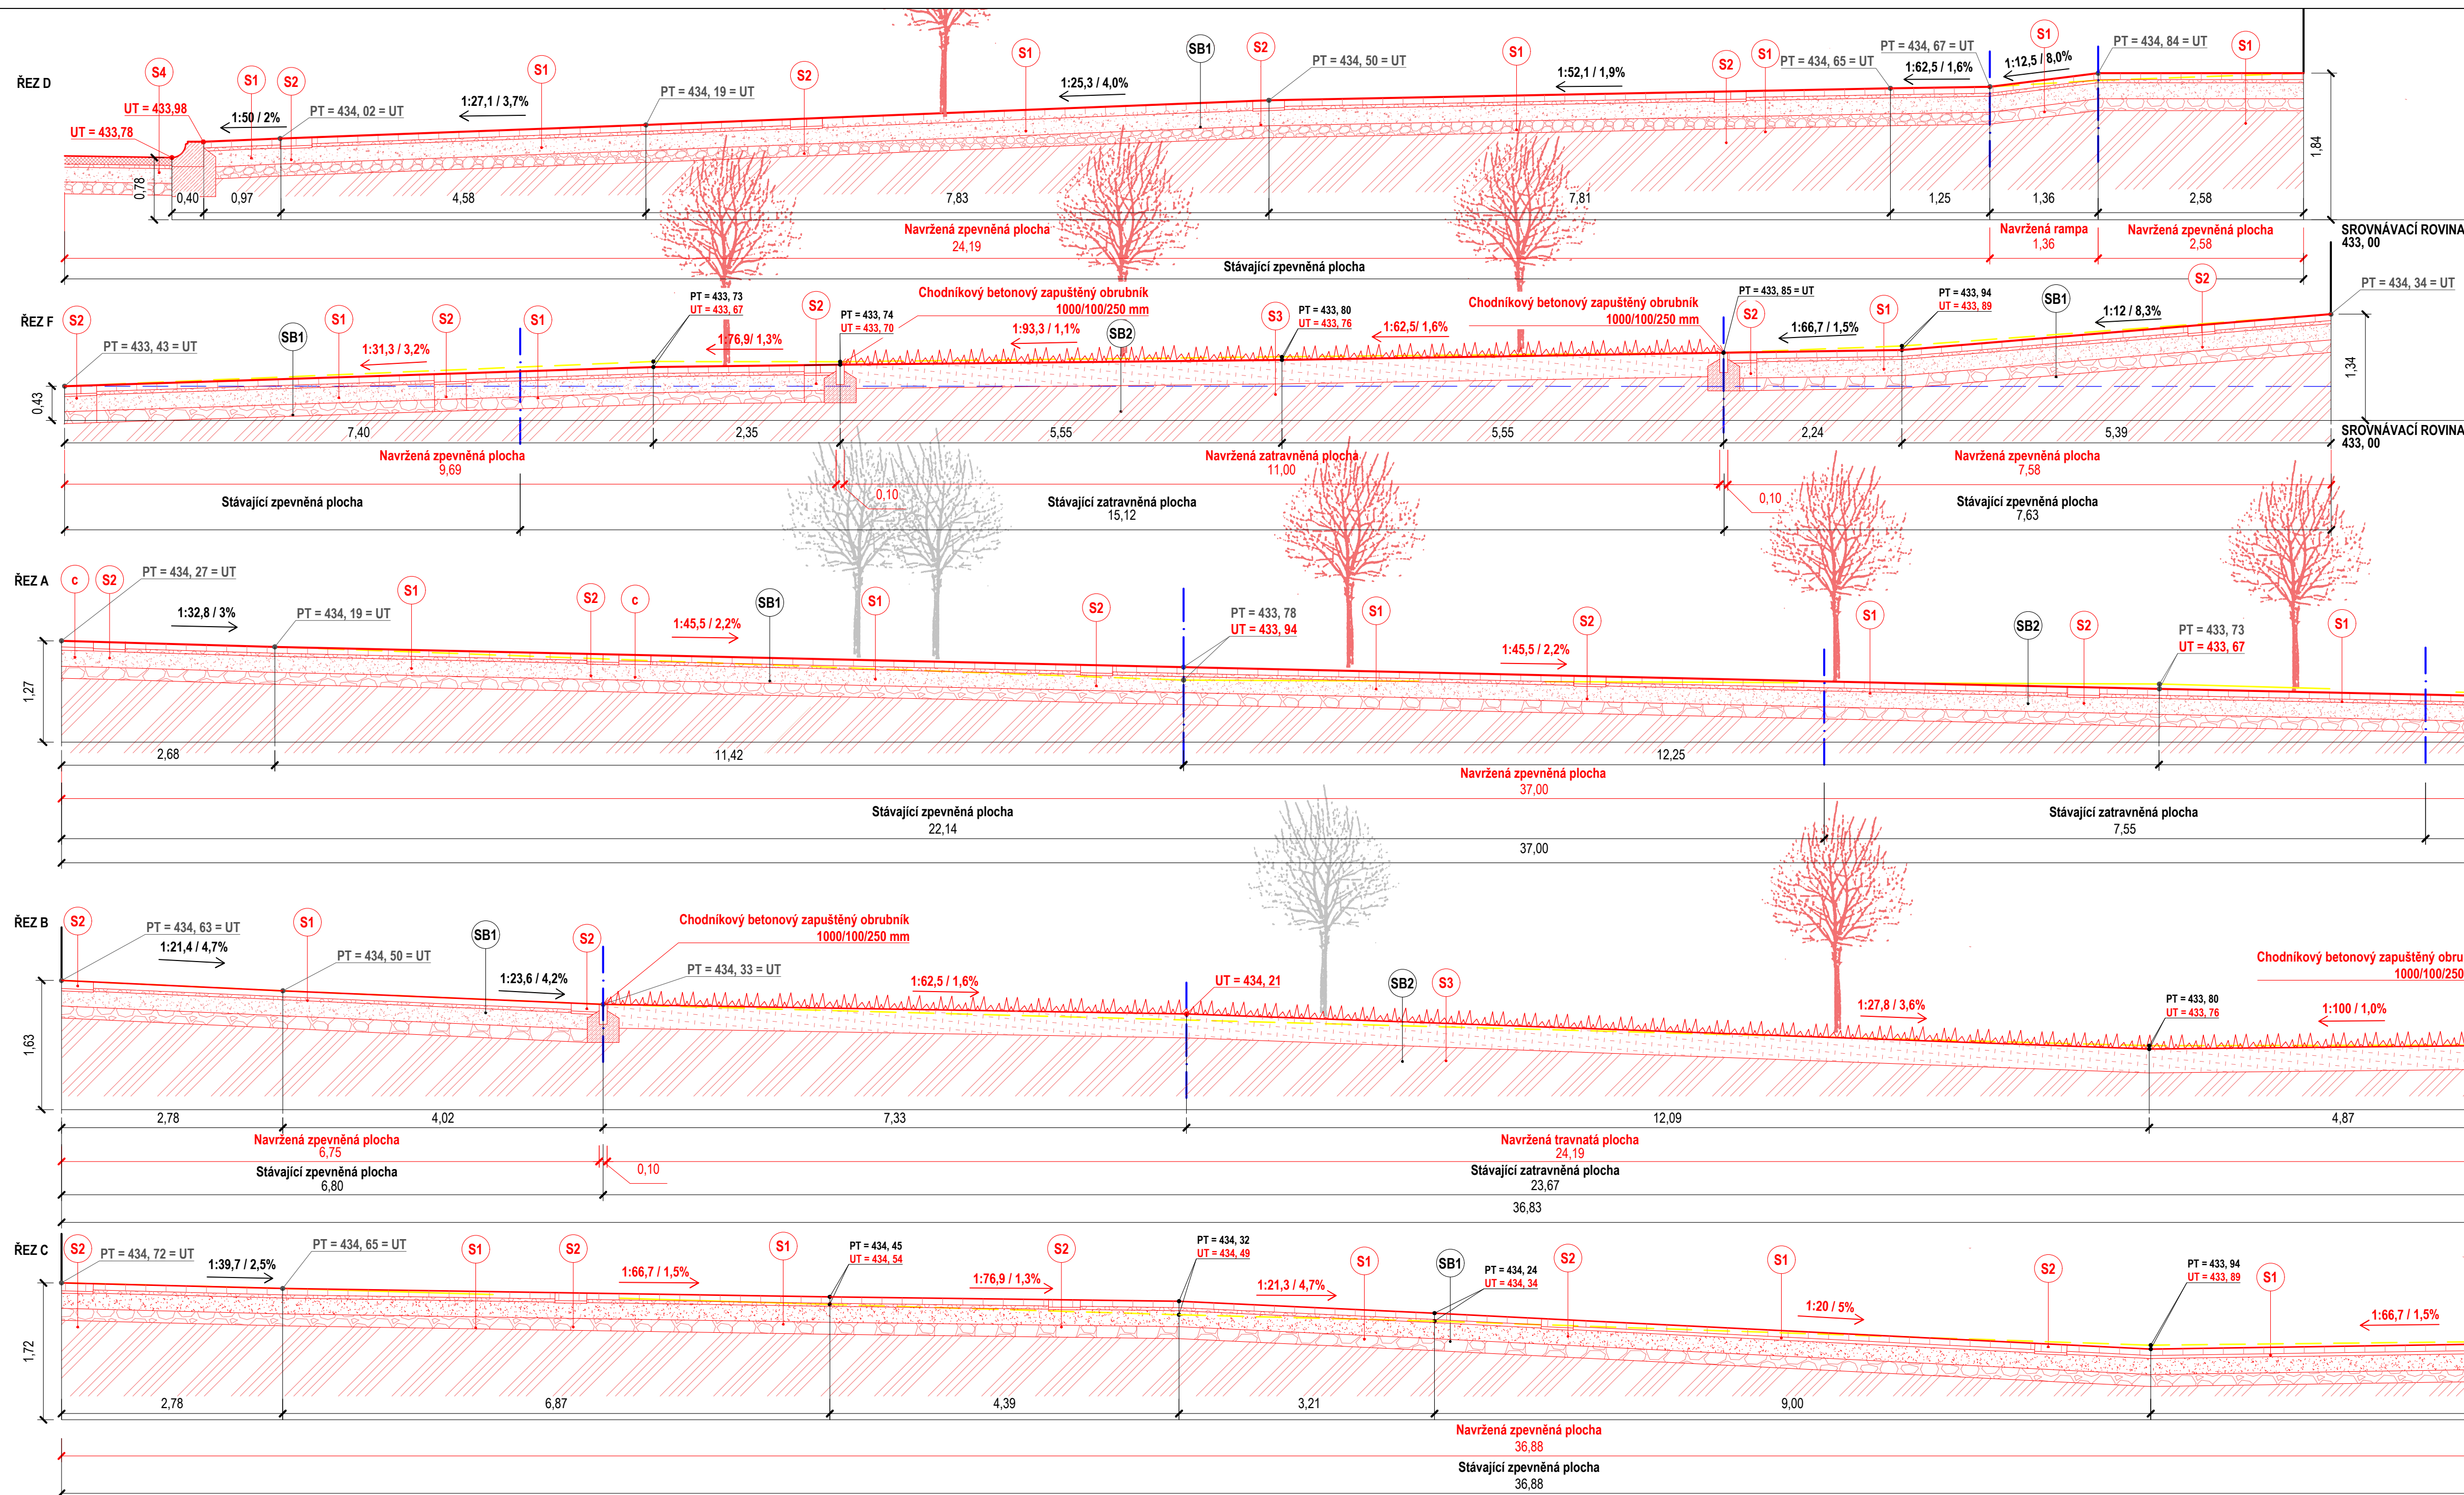 ŘEZ D
S4
S1
S2
S1
S2
S1
SB1
S2
S1
S2
S1
S1
S1
UT = 433,98
UT = 433,78
1:50 / 2%
PT = 434, 02 = UT
1:27,1 / 3,7%
PT = 434, 19 = UT
1:25,3 / 4,0%
PT = 434, 50 = UT
1:52,1 / 1,9%
PT = 434, 65 = UT
PT = 434, 67 = UT
1:62,5 / 1,6%
1:12,5 / 8,0%
PT = 434, 84 = UT
0,78
0,40
0,97
4,58
7,83
7,81
1,25
1,36
2,58
1,84
Navržená zpevněná plocha
24,19
Navržená rampa
1,36
Navržená zpevněná plocha
2,58
SROVNÁVACÍ ROVINA
433, 00
Stávající zpevněná plocha
ŘEZ F
S2
SB1
S1
S2
S1
S2
SB2
S3
S2
S1
SB1
S2
PT = 433, 43 = UT
1:31,3 / 3,2%
PT = 433, 73
UT = 433, 67
1:76,9/ 1,3%
PT = 433, 74
UT = 433, 70
Chodníkový betonový zapuštěný obrubník
1000/100/250 mm
1:93,3 / 1,1%
PT = 433, 80
UT = 433, 76
1:62,5/ 1,6%
Chodníkový betonový zapuštěný obrubník
1000/100/250 mm
PT = 433, 85 = UT
1:66,7 / 1,5%
PT = 433, 94
UT = 433, 89
1:12 / 8,3%
PT = 434, 34 = UT
0,43
7,40
2,35
5,55
5,55
2,24
5,39
1,34
SROVNÁVACÍ ROVINA
433, 00
Navržená zpevněná plocha
9,69
0,10
Navržená zatravněná plocha
11,00
0,10
Navržená zpevněná plocha
7,58
Stávající zpevněná plocha
Stávající zatravněná plocha
15,12
Stávající zpevněná plocha
7,63
ŘEZ A
c
S2
S1
S2
c
SB1
S1
S2
S1
S2
S1
SB2
S2
S1
PT = 434, 27 = UT
1:32,8 / 3%
PT = 434, 19 = UT
1:45,5 / 2,2%
PT = 433, 78
UT = 433, 94
1:45,5 / 2,2%
PT = 433, 73
UT = 433, 67
1,27
2,68
11,42
12,25
Navržená zpevněná plocha
37,00
Stávající zpevněná plocha
22,14
Stávající zatravněná plocha
7,55
37,00
ŘEZ B
S2
S1
SB1
S2
SB2
S3
PT = 434, 63 = UT
1:21,4 / 4,7%
PT = 434, 50 = UT
1:23,6 / 4,2%
Chodníkový betonový zapuštěný obrubník
1000/100/250 mm
PT = 434, 33 = UT
1:62,5 / 1,6%
UT = 434, 21
1:27,8 / 3,6%
PT = 433, 80
UT = 433, 76
Chodníkový betonový zapuštěný obru
1000/100/250
1:100 / 1,0%
1,63
2,78
4,02
7,33
12,09
4,87
Navržená zpevněná plocha
6,75
0,10
Navržená travnatá plocha
24,19
Stávající zpevněná plocha
6,80
Stávající zatravněná plocha
23,67
36,83
ŘEZ C
S2
S1
S2
S1
S2
S1
SB1
S2
S1
S2
S1
PT = 434, 72 = UT
1:39,7 / 2,5%
PT = 434, 65 = UT
1:66,7 / 1,5%
PT = 434, 45
UT = 434, 54
1:76,9 / 1,3%
PT = 434, 32
UT = 434, 49
1:21,3 / 4,7%
PT = 434, 24
UT = 434, 34
1:20 / 5%
PT = 433, 94
UT = 433, 89
1:66,7 / 1,5%
1,72
2,78
6,87
4,39
3,21
9,00
Navržená zpevněná plocha
36,88
Stávající zpevněná plocha
36,88